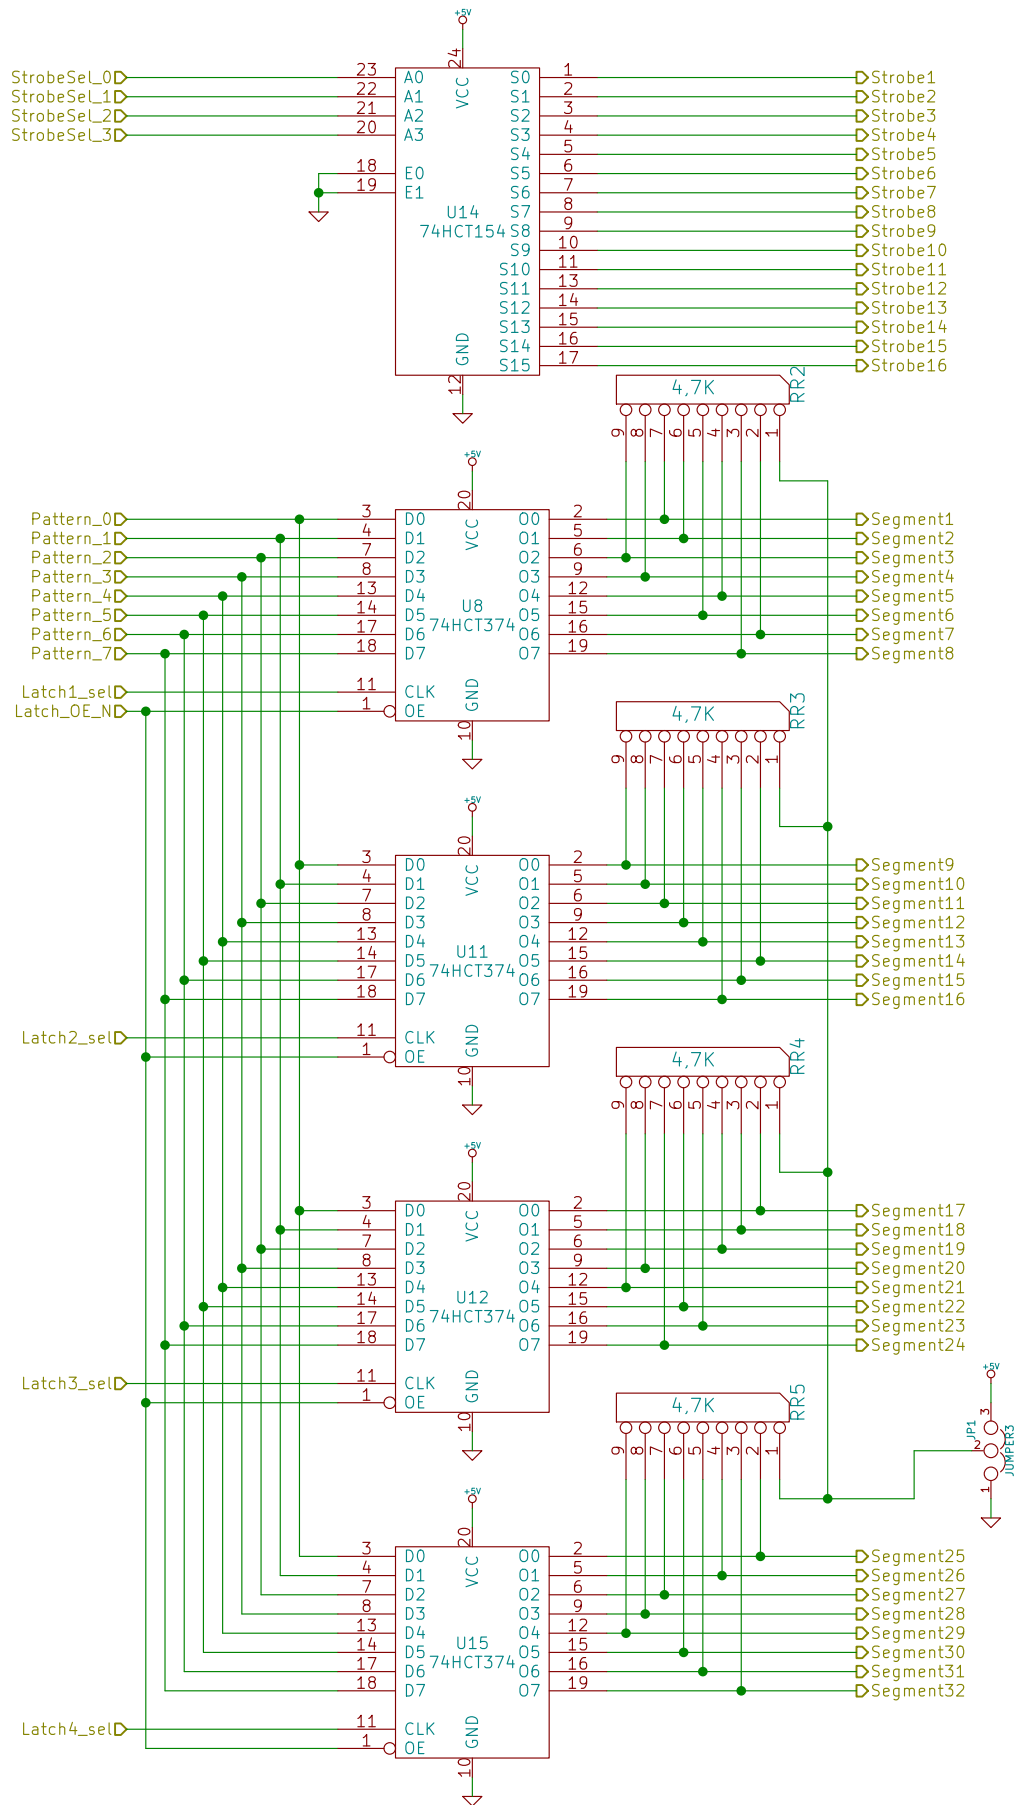 +5V
24
VCC
StrobeSel_0 23 A0 S0 1 Strobe1
StrobeSel_1 22 A1 S1 2 Strobe2
StrobeSel_2 21 A2 S2 3 Strobe3
StrobeSel_3 20 A3 S3 4 Strobe4
S4 5 Strobe5
18 E0 S5 6 Strobe6
19 E1 S6 7 Strobe7
U14 S7 8 Strobe8
74HCT154 S8 9 Strobe9
S9 10 Strobe10
S10 11 Strobe11
S11 13 Strobe12
S12 14 Strobe13
S13 15 Strobe14
GND S14 16 Strobe15
S15 17 Strobe16
12
4,7K RR2
9 8 7 6 5 4 3 2 1
+5V
20
VCC
Pattern_0 3 D0 O0 2 Segment1
Pattern_1 4 D1 O1 5 Segment2
Pattern_2 7 D2 O2 6 Segment3
Pattern_3 8 D3 O3 9 Segment4
Pattern_4 13 D4 O4 12 Segment5
U8
Pattern_5 14 D5 O5 15 Segment6
74HCT374
Pattern_6 17 D6 O6 16 Segment7
Pattern_7 18 D7 O7 19 Segment8
Latch1_sel 11 CLK GND
Latch_OE_N 1 OE
10
4,7K RR3
9 8 7 6 5 4 3 2 1
+5V
20
VCC
3 D0 O0 2 Segment9
4 D1 O1 5 Segment10
7 D2 O2 6 Segment11
8 D3 O3 9 Segment12
13 D4 O4 12 Segment13
U11
14 D5 O5 15 Segment14
74HCT374
17 D6 O6 16 Segment15
18 D7 O7 19 Segment16
Latch2_sel 11 CLK GND
1 OE
10
4,7K RR4
9 8 7 6 5 4 3 2 1
+5V
20
VCC
3 D0 O0 2 Segment17
4 D1 O1 5 Segment18
7 D2 O2 6 Segment19
8 D3 O3 9 Segment20
13 D4 O4 12 Segment21
U12
14 D5 O5 15 Segment22
74HCT374
17 D6 O6 16 Segment23
18 D7 O7 19 Segment24
Latch3_sel 11 CLK GND
1 OE
10
4,7K RR5
9 8 7 6 5 4 3 2 1
+5V
3
JP1 2 JUMPER3
1
+5V
20
VCC
3 D0 O0 2 Segment25
4 D1 O1 5 Segment26
7 D2 O2 6 Segment27
8 D3 O3 9 Segment28
13 D4 O4 12 Segment29
U15
14 D5 O5 15 Segment30
74HCT374
17 D6 O6 16 Segment31
18 D7 O7 19 Segment32
Latch4_sel 11 CLK GND
1 OE
10